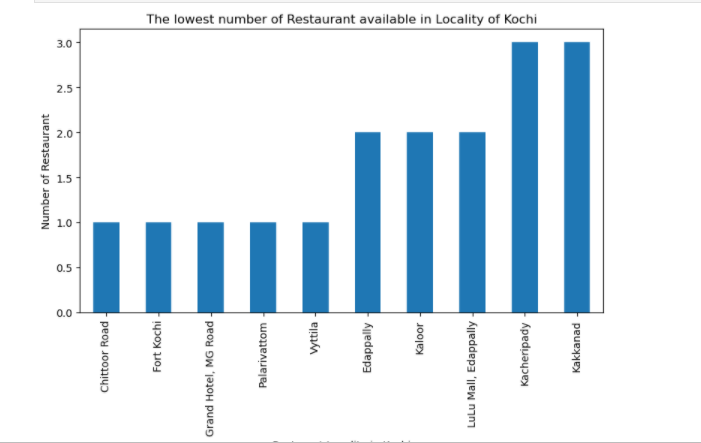 The lowest number of Restaurant available in Locality of Kochi
3.0
2.5
2.0
1.5
1.0
0.5
0.0
Number of Restaurant
Chittoor Road
Fort Kochi
Grand Hotel, MG Road
Palarivattom
Vyttila
Edappally
Kaloor
LuLu Mall, Edappally
Kacheripady
Kakkanad